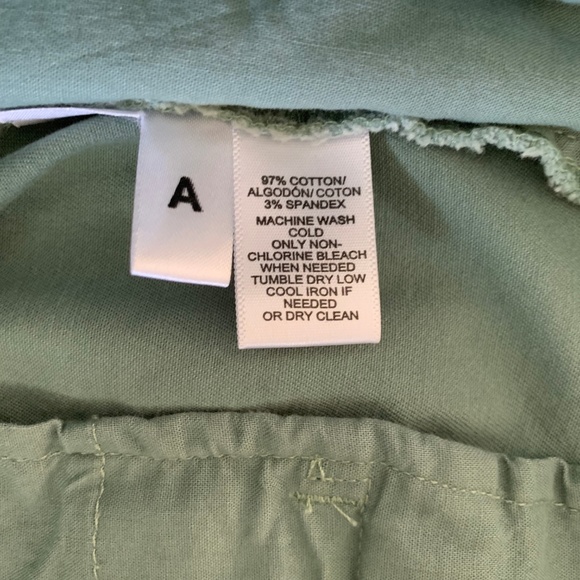 A
97% COTTON/
ALGODÓN/ COTON
3% SPANDEX
MACHINE WASH
COLD
ONLY NON-
CHLORINE BLEACH
WHEN NEEDED
TUMBLE DRY LOW
COOL IRON IF
NEEDED
OR DRY CLEAN